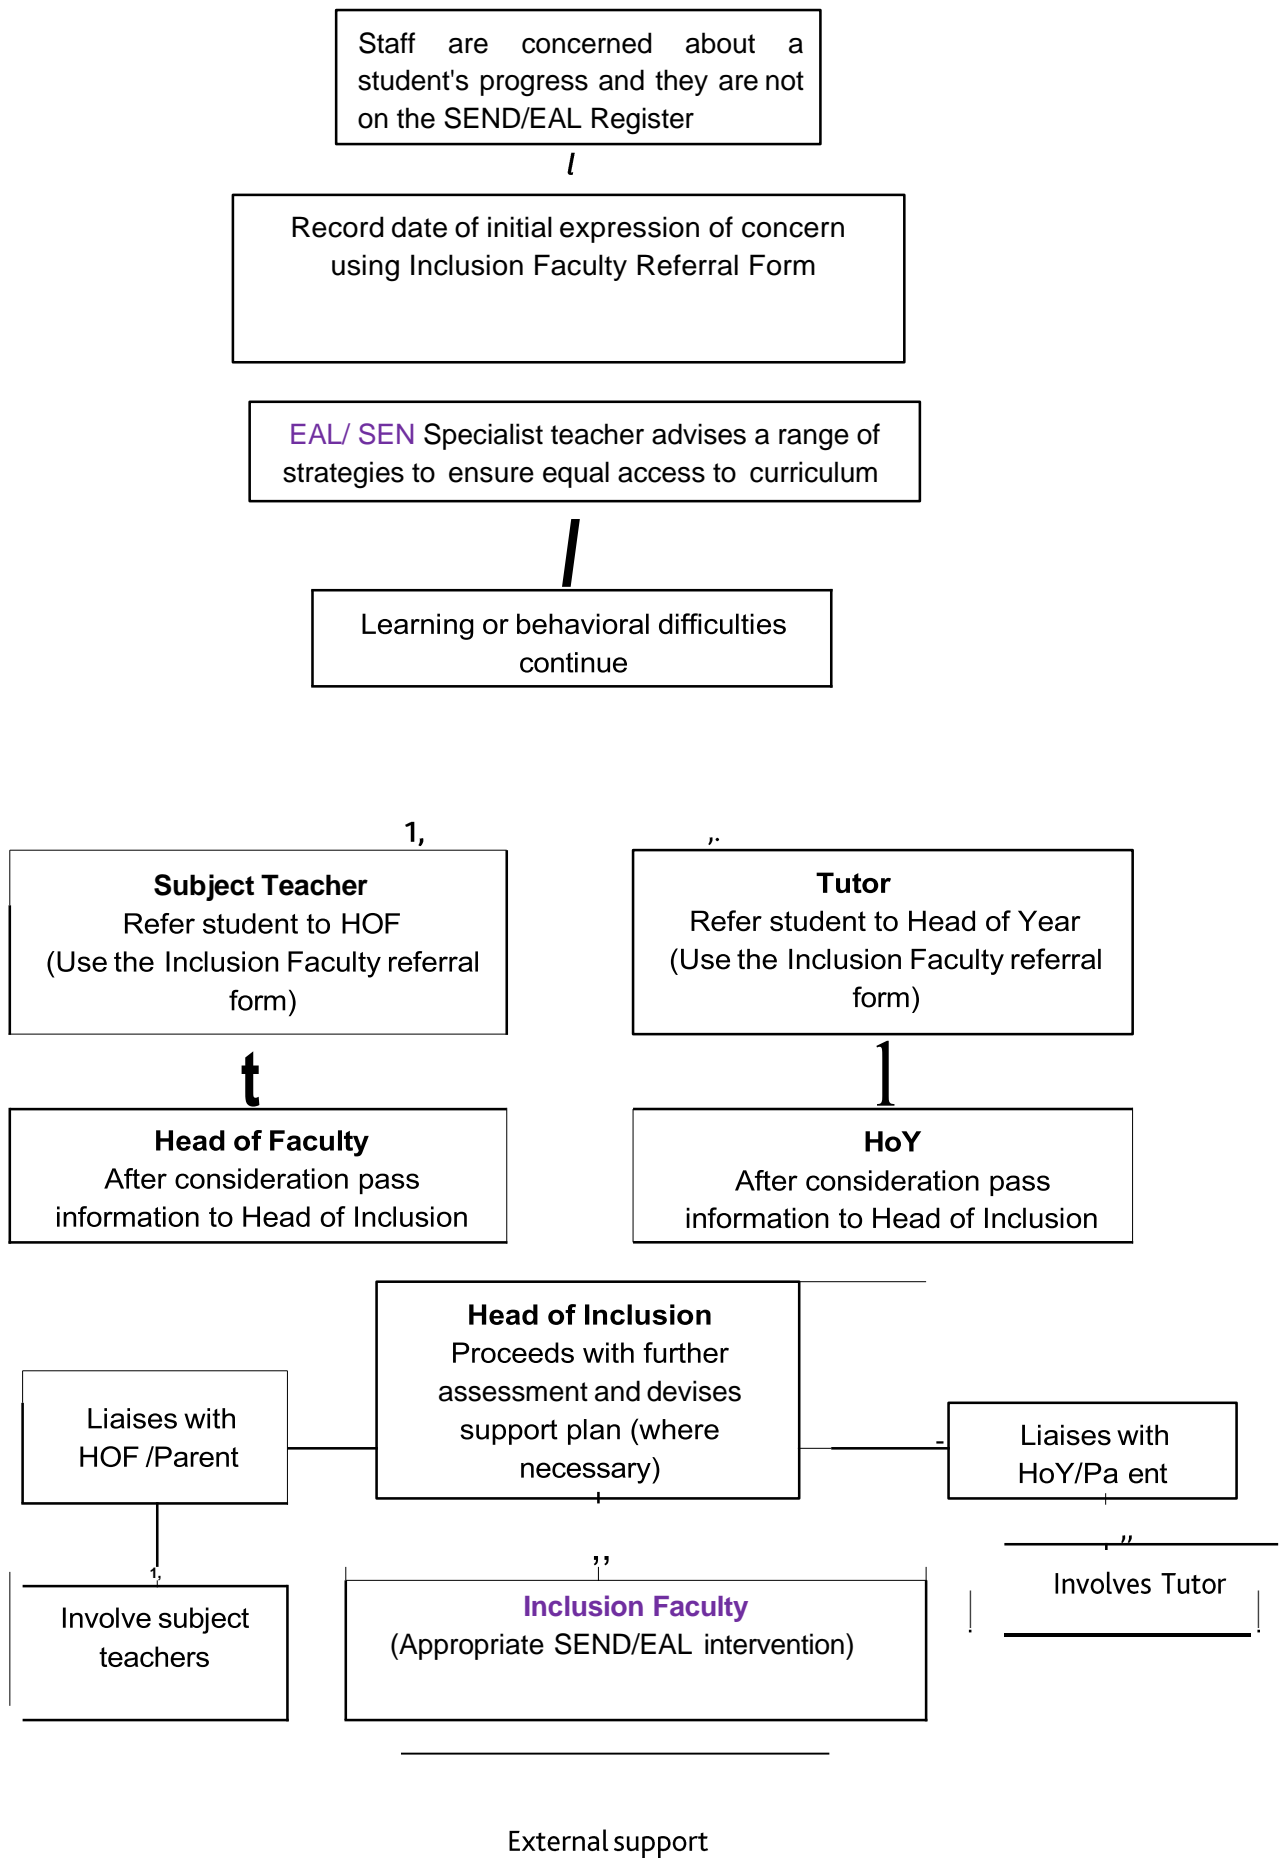 Staff are concerned about a
student's progress and they are not
on the SEND/EAL Register
Record date of initial expression of concern
using Inclusion Faculty Referral Form
EAL/ SEN Specialist teacher advises a range of
strategies to ensure equal access to curriculum
Learning or behavioral difficulties
continue
Subject Teacher
Refer student to HOF
(Use the Inclusion Faculty referral
form)
Tutor
Refer student to Head of Year
(Use the Inclusion Faculty referral
form)
Head of Faculty
After consideration pass
information to Head of Inclusion
HoY
After consideration pass
information to Head of Inclusion
Head of Inclusion
Proceeds with further
assessment and devises
support plan (where
necessary)
Liaises with
HOF /Parent
Liaises with
HoY/Pa ent
Involve subject
teachers
Inclusion Faculty
(Appropriate SEND/EAL intervention)
Involves Tutor
External support